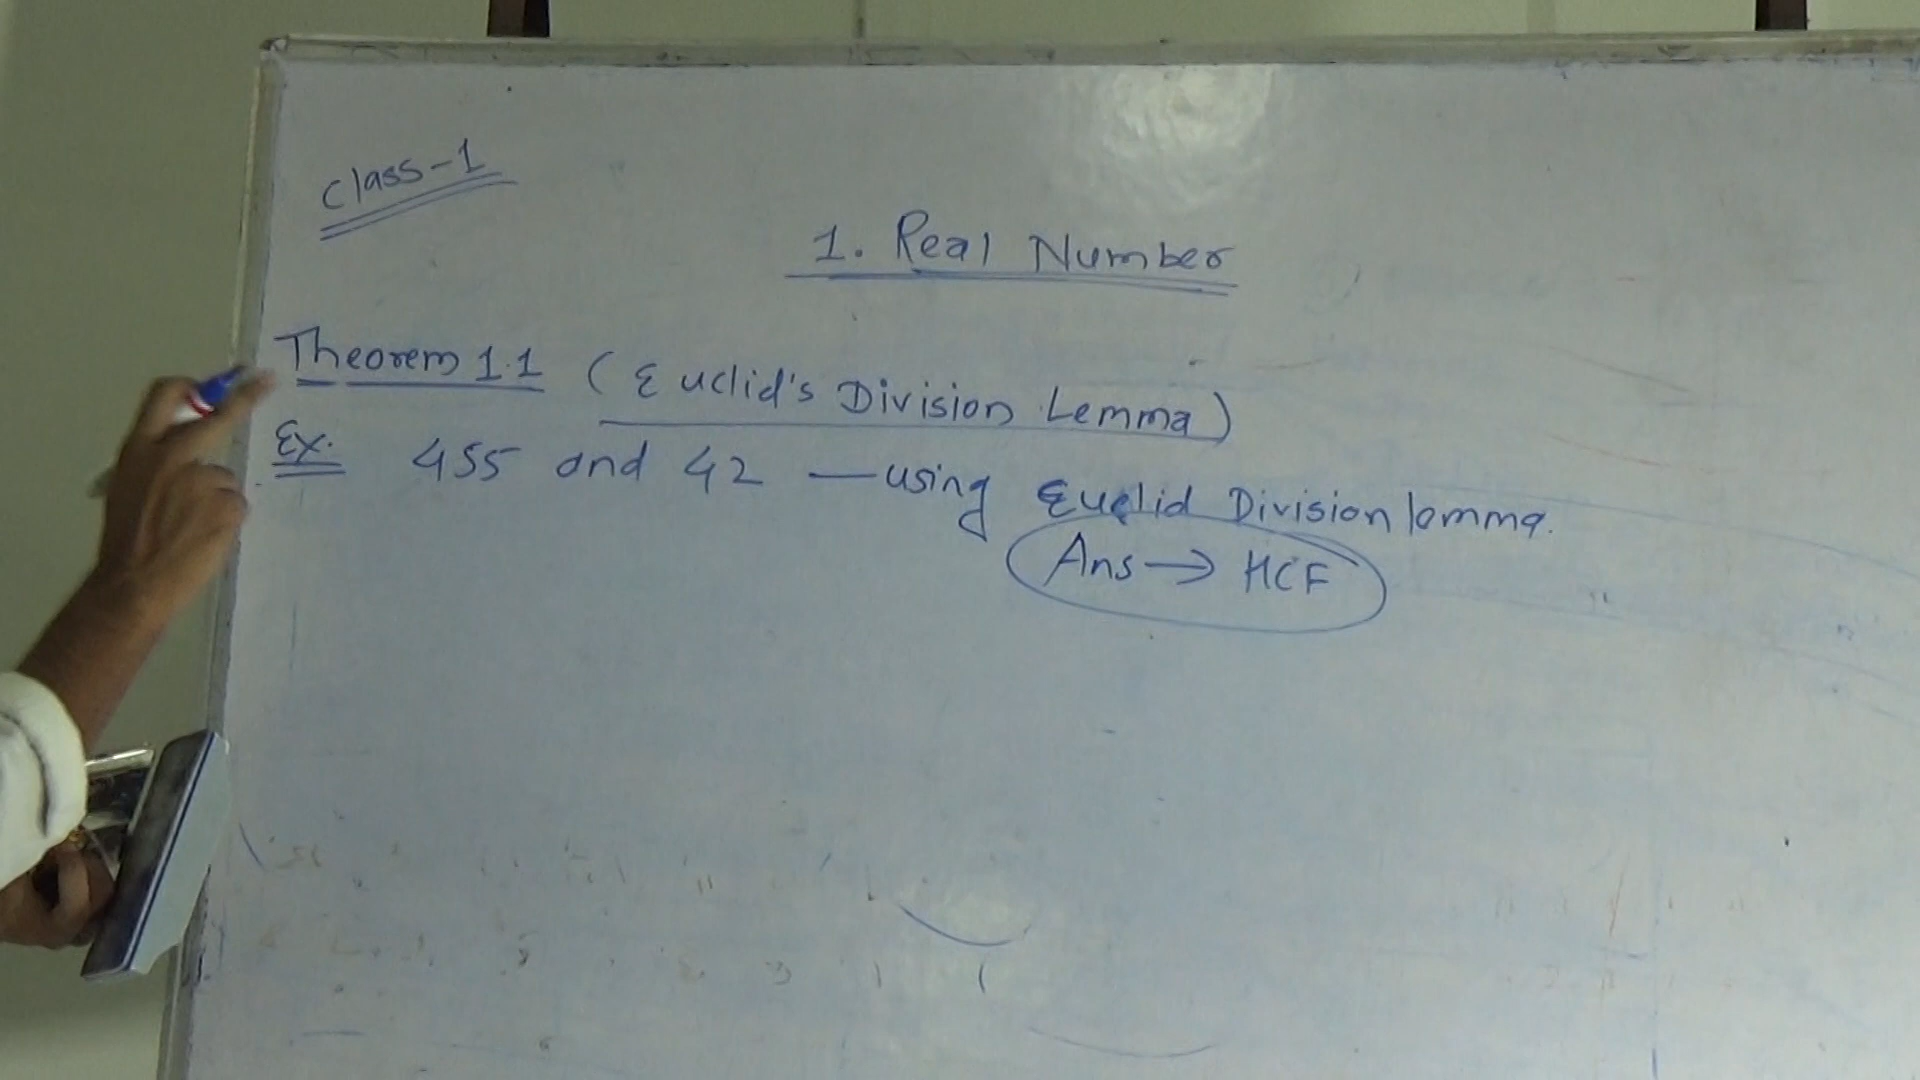 Class-1
1. Real Number
Theorem 1.1 (Euclid's Division Lemma)
Ex. 455 and 42 — using Euclid Division lemma.
Ans → HCF